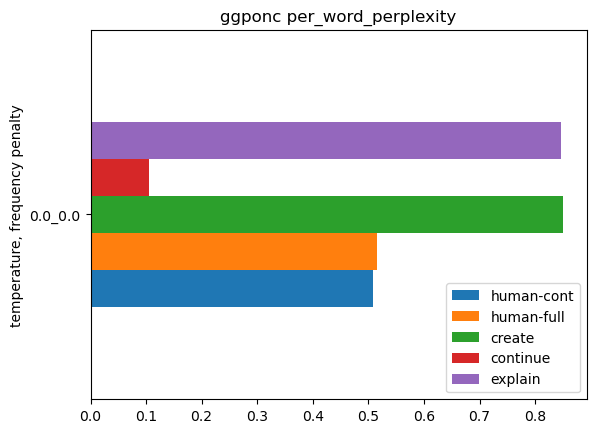 ggponc per_word_perplexity
temperature, frequency penalty
0.0_0.0
human-cont
human-full
create
continue
explain
0.0 0.1 0.2 0.3 0.4 0.5 0.6 0.7 0.8